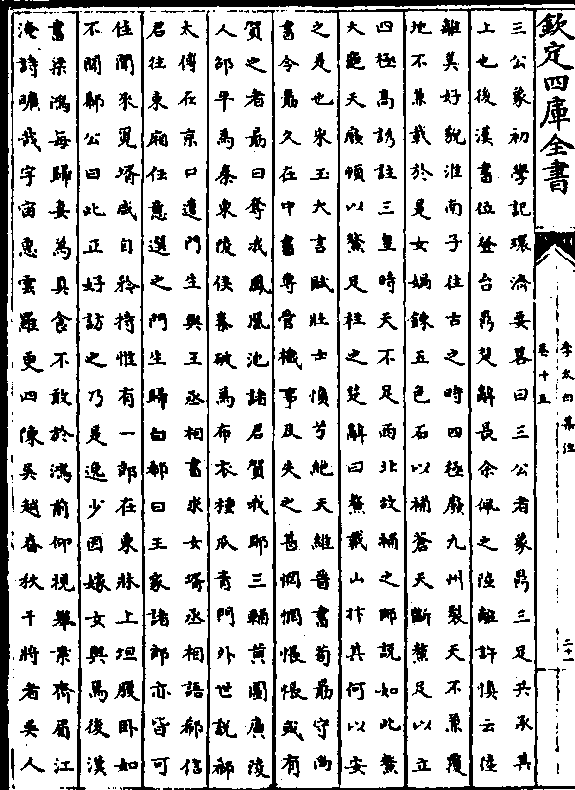 欽定四庫全書
李太白集注
卷十五
二十一
三公象初學記環濟要畧曰三公者象鼎三足共承其
上也後漢書位登台鼎楚辭長余佩之陸離許慎云陸
離美好貌淮南子往古之時四極廢九州裂天不兼覆
地不兼載於是女媧鍊五色石以補蒼天斷鰲足以立
四極高誘註三皇時天不足西北故補之師說如此鰲
大龜天廢頓以鰲足柱之楚辭曰鰲戴山抃其何以安
之是也宋玉大言賦壯士憤兮絶天維晉書荀勗守尚
書令勗久在中書專管機事及失之甚惘惘悵悵或有
賀之者勗曰奪我鳳凰池諸君賀我耶三輔黄圖廣陵
人邵平為秦東陵侯秦破為布衣種瓜青門外世說郗
太傅在京口遣門生與王丞相書求女壻丞相語郗信
君往東廂任意選之門生歸白郗曰王家諸郎亦皆可
佳聞來覓壻咸自矜持惟有一郎在東牀上坦腹卧如
不聞郗公曰此正好訪之乃是逸少因嫁女與焉後漢
書梁鴻每歸妻為具食不敢於鴻前仰視舉案齊眉江
淹詩曠哉宇宙惠雲羅更四陳吳越春秋干將者吳人